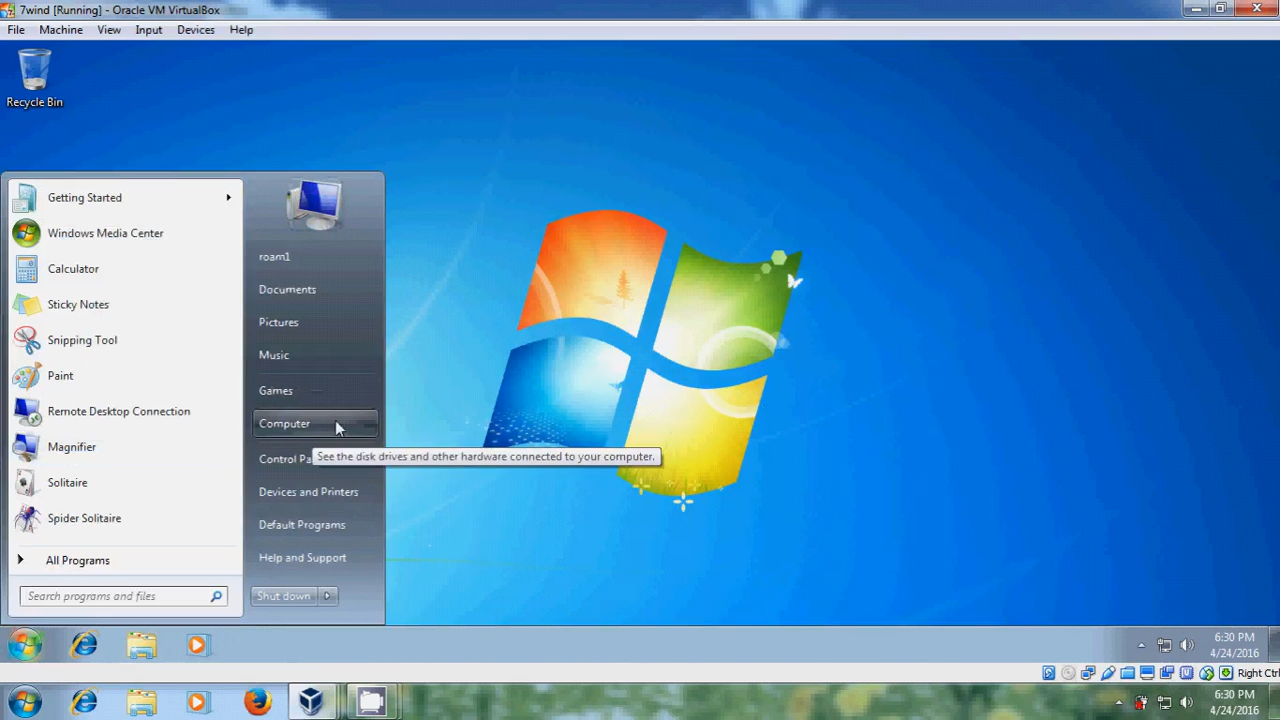 7wind [Running] - Oracle VM VirtualBox
File Machine View Input Devices Help
Recycle Bin
Getting Started
Windows Media Center
Calculator
Sticky Notes
Snipping Tool
Paint
Remote Desktop Connection
Magnifier
Solitaire
Spider Solitaire
All Programs
Search programs and files
roam1
Documents
Pictures
Music
Games
Computer
See the disk drives and other hardware connected to your computer.
Control Pa
Devices and Printers
Default Programs
Help and Support
Shut down
6:30 PM
4/24/2016
Right Ctrl
6:30 PM
4/24/2016